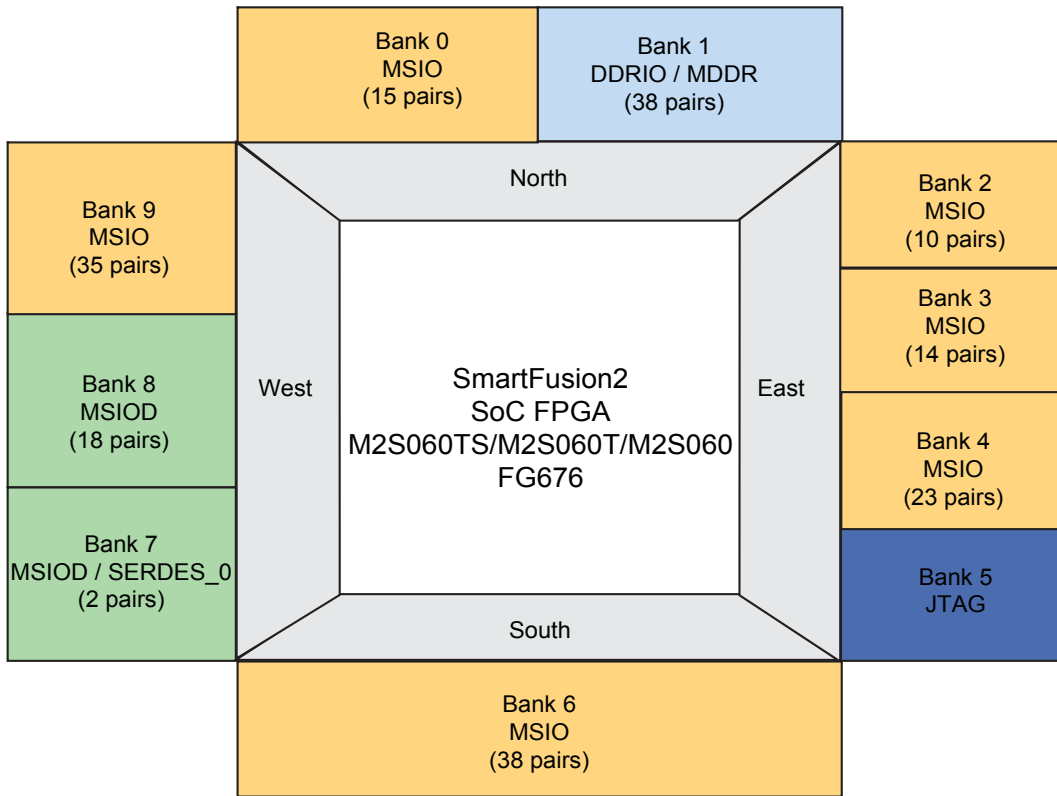 Bank 0
MSIO
(15 pairs)
Bank 1
DDRIO / MDDR
(38 pairs)
North
Bank 9
MSIO
(35 pairs)
Bank 2
MSIO
(10 pairs)
Bank 3
MSIO
(14 pairs)
Bank 8
MSIOD
(18 pairs)
West
SmartFusion2
SoC FPGA
M2S060TS/M2S060T/M2S060
FG676
East
Bank 4
MSIO
(23 pairs)
Bank 7
MSIOD / SERDES_0
(2 pairs)
Bank 5
JTAG
South
Bank 6
MSIO
(38 pairs)